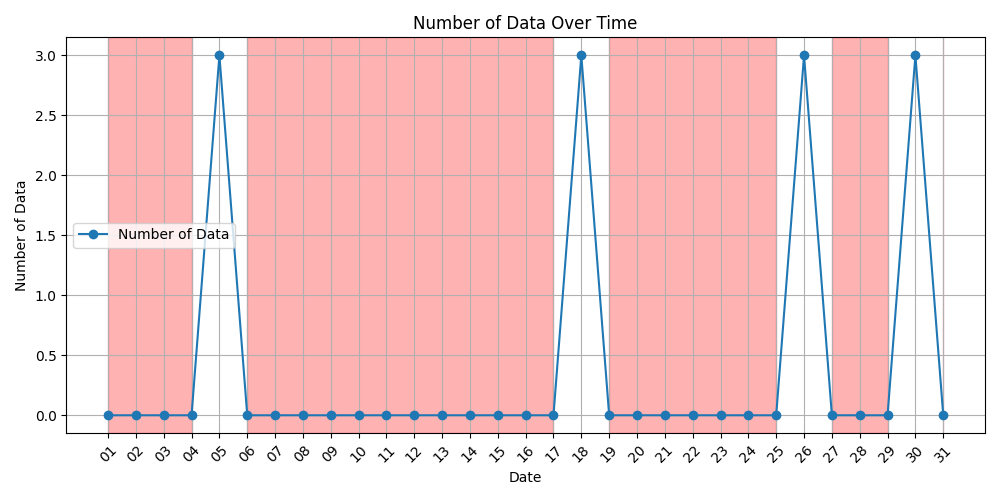 Number of Data Over Time
3.0
2.5
2.0
1.5
1.0
0.5
0.0
Number of Data
Number of Data
01 02 03 04 05 06 07 08 09 10 11 12 13 14 15 16 17 18 19 20 21 22 23 24 25 26 27 28 29 30 31
Date